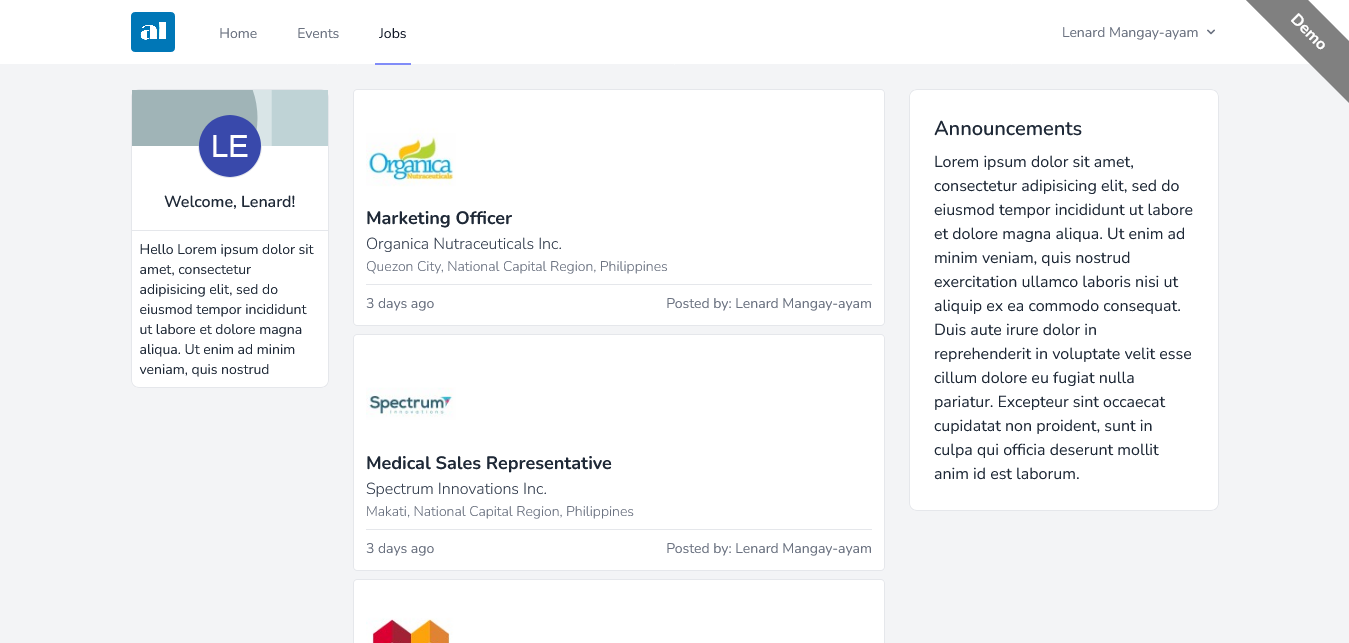 al
Home Events Jobs
Lenard Mangay-ayam
Demo
LE
Welcome, Lenard!
Hello Lorem ipsum dolor sit
amet, consectetur
adipisicing elit, sed do
eiusmod tempor incididunt
ut labore et dolore magna
aliqua. Ut enim ad minim
veniam, quis nostrud
Organica
Nutraceuticals
Marketing Officer
Organica Nutraceuticals Inc.
Quezon City, National Capital Region, Philippines
3 days ago Posted by: Lenard Mangay-ayam
Spectrum
Innovations
Medical Sales Representative
Spectrum Innovations Inc.
Makati, National Capital Region, Philippines
3 days ago Posted by: Lenard Mangay-ayam
Announcements
Lorem ipsum dolor sit amet,
consectetur adipisicing elit, sed do
eiusmod tempor incididunt ut labore
et dolore magna aliqua. Ut enim ad
minim veniam, quis nostrud
exercitation ullamco laboris nisi ut
aliquip ex ea commodo consequat.
Duis aute irure dolor in
reprehenderit in voluptate velit esse
cillum dolore eu fugiat nulla
pariatur. Excepteur sint occaecat
cupidatat non proident, sunt in
culpa qui officia deserunt mollit
anim id est laborum.